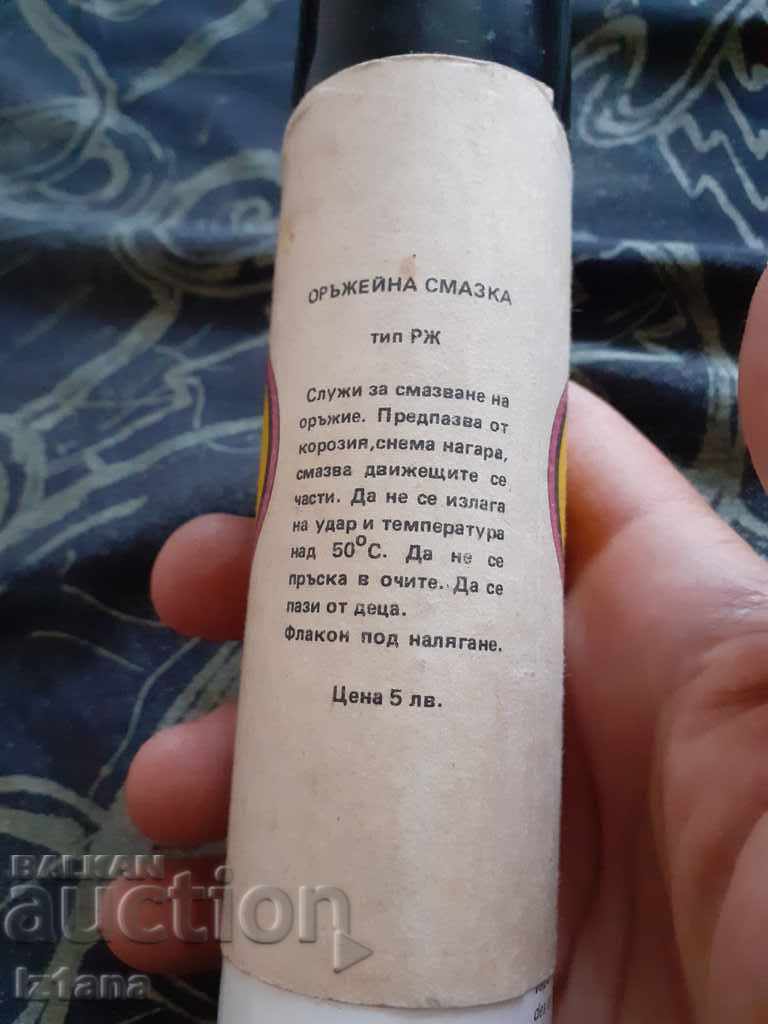 ОРЪЖЕЙНА СМАЗКА
тип РЖ
Служи за смазване на
оръжие. Предпазва от
корозия,снема нагара,
смазва движещите се
части. Да не се излага
на удар и температура
над 50°С. Да не се
пръска в очите. Да се
пази от деца.
Флакон под налягане.
Цена 5 лв.
BALKAN
auction
Iz1ana